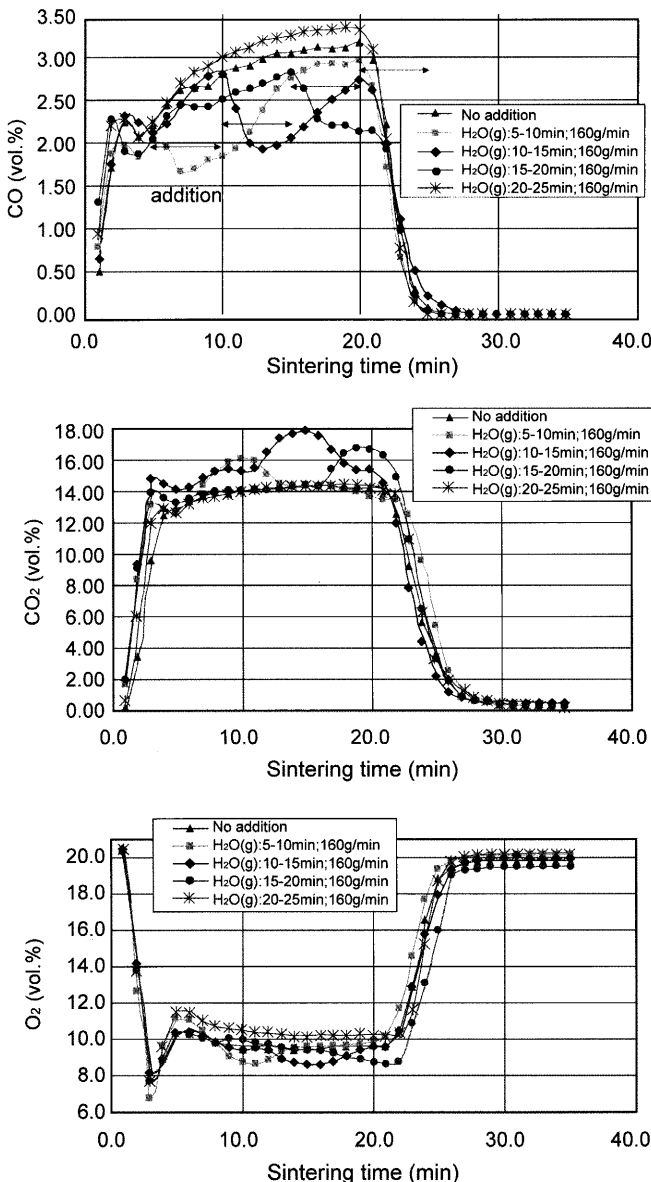 3.50
3.00
2.50
2.00
1.50
1.00
0.50
0.00
CO (vol.%)
addition
No addition
H₂O(g):5-10min;160g/min
H₂O(g):10-15min;160g/min
H₂O(g):15-20min;160g/min
H₂O(g):20-25min;160g/min
0.0 10.0 20.0 30.0 40.0
Sintering time (min)
18.00
16.00
14.00
12.00
10.00
8.00
6.00
4.00
2.00
0.00
CO₂ (vol.%)
No addition
H₂O(g):5-10min;160g/min
H₂O(g):10-15min;160g/min
H₂O(g):15-20min;160g/min
H₂O(g):20-25min;160g/min
0.0 10.0 20.0 30.0 40.0
Sintering time (min)
No addition
H₂O(g):5-10min;160g/min
H₂O(g):10-15min;160g/min
H₂O(g):15-20min;160g/min
H₂O(g):20-25min;160g/min
20.0
18.0
16.0
14.0
12.0
10.0
8.0
6.0
O₂ (vol.%)
0.0 10.0 20.0 30.0 40.0
Sintering time (min)